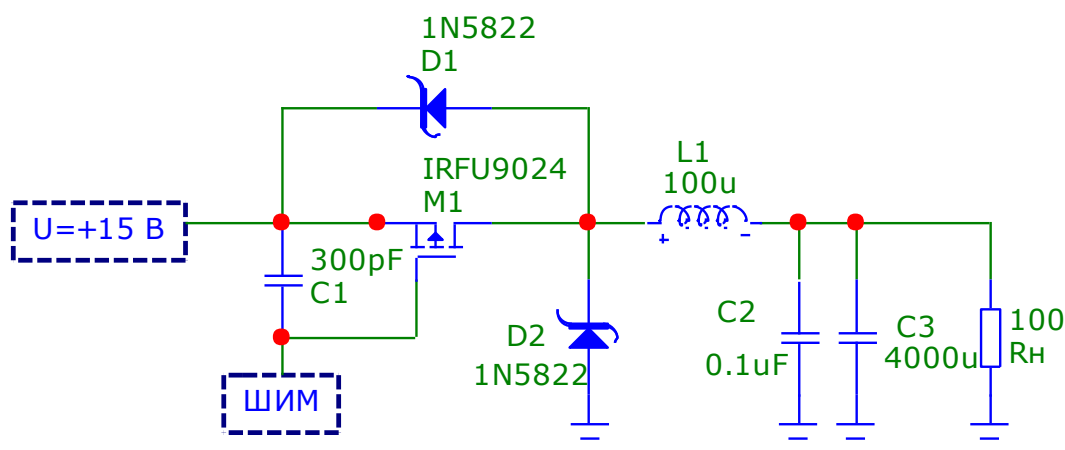 1N5822
D1
IRFU9024
M1
L1
100u
U=+15 В
300pF
C1
+
−
D2
1N5822
C2
0.1uF
C3
4000u
100
Rн
ШИМ